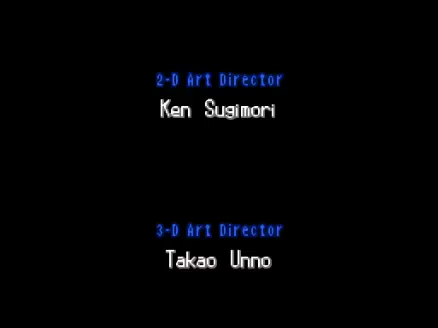 2-D Art Director
Ken Sugimori
3-D Art Director
Takao Unno